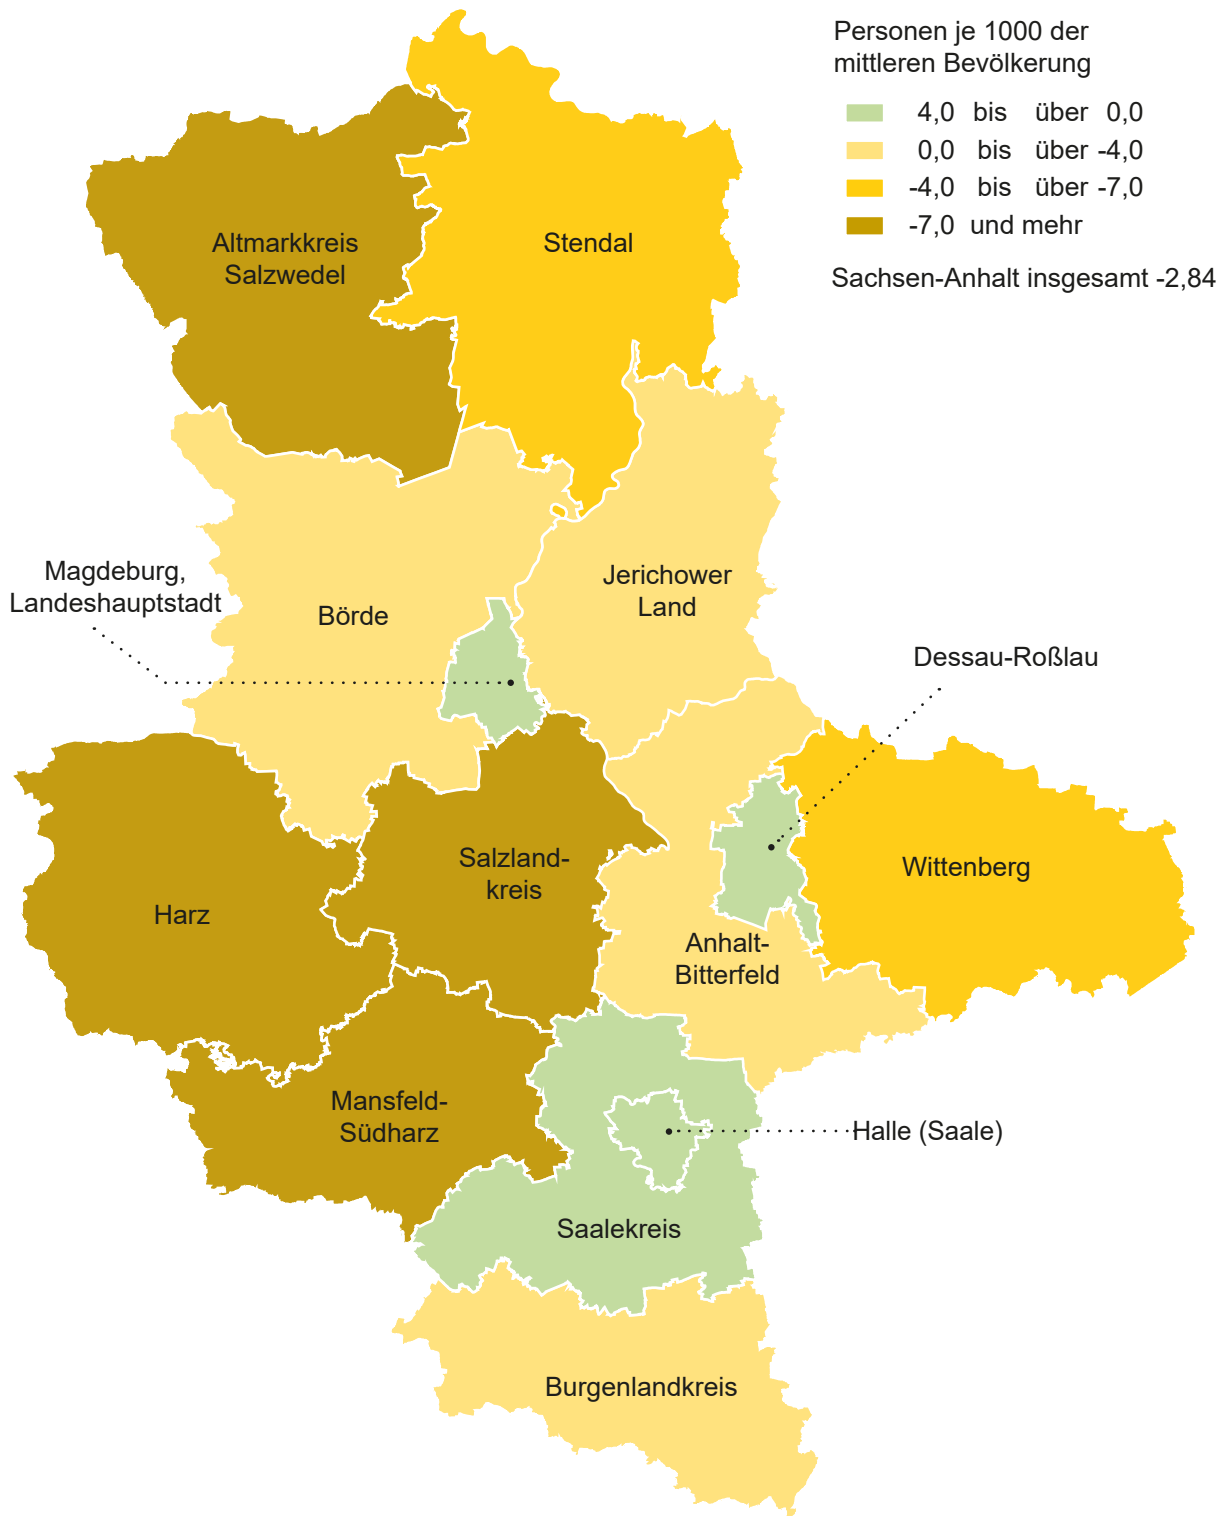 Personen je 1000 der
mittleren Bevölkerung
4,0 bis über 0,0
0,0 bis über -4,0
-4,0 bis über -7,0
-7,0 und mehr
Sachsen-Anhalt insgesamt -2,84
Altmarkkreis
Salzwedel
Stendal
Magdeburg,
Landeshauptstadt
Börde
Jerichower
Land
Dessau-Roßlau
Harz
Salzland-
kreis
Wittenberg
Anhalt-
Bitterfeld
Mansfeld-
Südharz
Halle (Saale)
Saalekreis
Burgenlandkreis